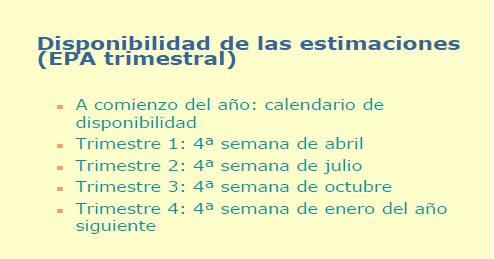 Disponibilidad de las estimaciones
(EPA trimestral)
A comienzo del año: calendario de
disponibilidad
Trimestre 1: 4ª semana de abril
Trimestre 2: 4ª semana de julio
Trimestre 3: 4ª semana de octubre
Trimestre 4: 4ª semana de enero del año
siguiente